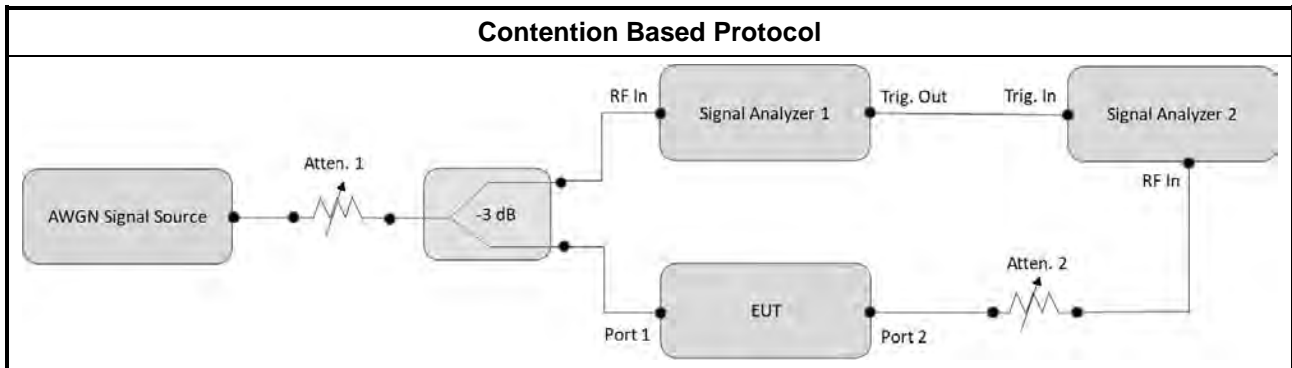 Contention Based Protocol
RF In
Signal Analyzer 1
Trig. Out
Trig. In
Signal Analyzer 2
RF In
Atten. 1
AWGN Signal Source
-3 dB
Atten. 2
EUT
Port 1
Port 2